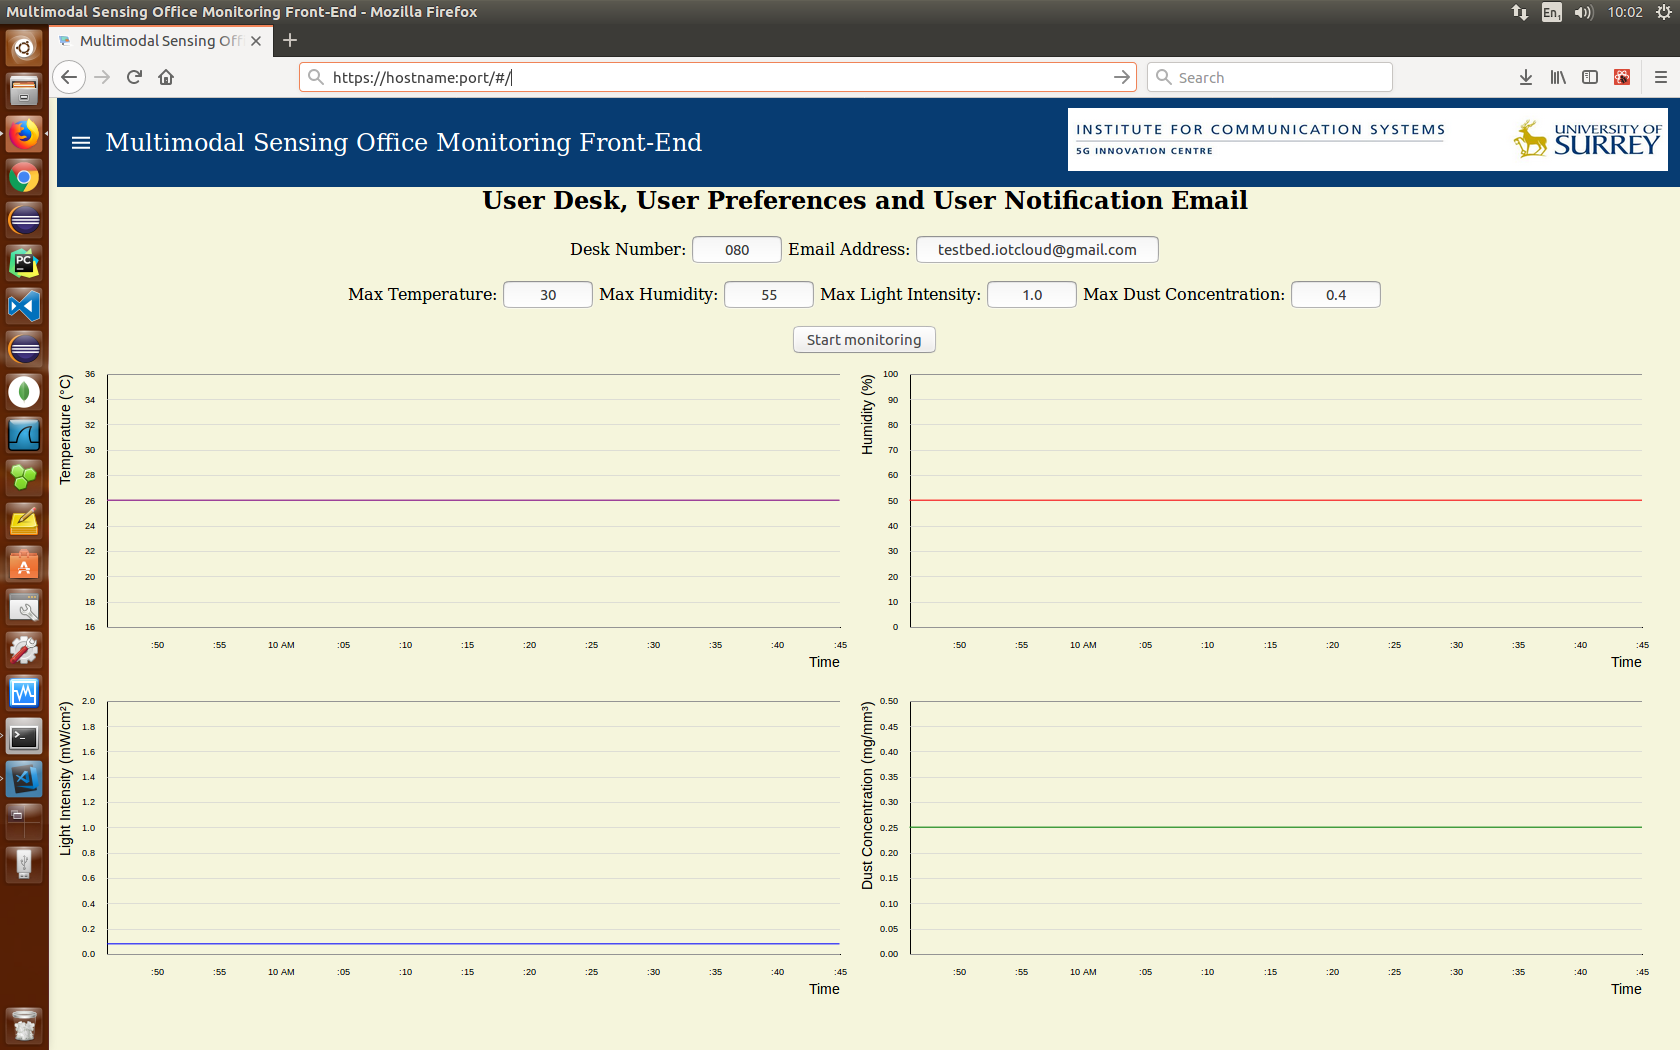 Multimodal Sensing Office Monitoring Front-End - Mozilla Firefox
En1 10:02
Multimodal Sensing Off
https://hostname:port/#/
Search
Multimodal Sensing Office Monitoring Front-End
INSTITUTE FOR COMMUNICATION SYSTEMS
5G INNOVATION CENTRE
UNIVERSITY OF
SURREY
User Desk, User Preferences and User Notification Email
Desk Number: 080 Email Address: testbed.iotcloud@gmail.com
Max Temperature: 30 Max Humidity: 55 Max Light Intensity: 1.0 Max Dust Concentration: 0.4
Start monitoring
Temperature (°C)
36
34
32
30
28
26
24
22
20
18
16
:50 :55 10 AM :05 :10 :15 :20 :25 :30 :35 :40 :45
Time
Humidity (%)
100
90
80
70
60
50
40
30
20
10
0
:50 :55 10 AM :05 :10 :15 :20 :25 :30 :35 :40 :45
Time
Light Intensity (mW/cm²)
2.0
1.8
1.6
1.4
1.2
1.0
0.8
0.6
0.4
0.2
0.0
:50 :55 10 AM :05 :10 :15 :20 :25 :30 :35 :40 :45
Time
Dust Concentration (mg/mm³)
0.50
0.45
0.40
0.35
0.30
0.25
0.20
0.15
0.10
0.05
0.00
:50 :55 10 AM :05 :10 :15 :20 :25 :30 :35 :40 :45
Time
PC